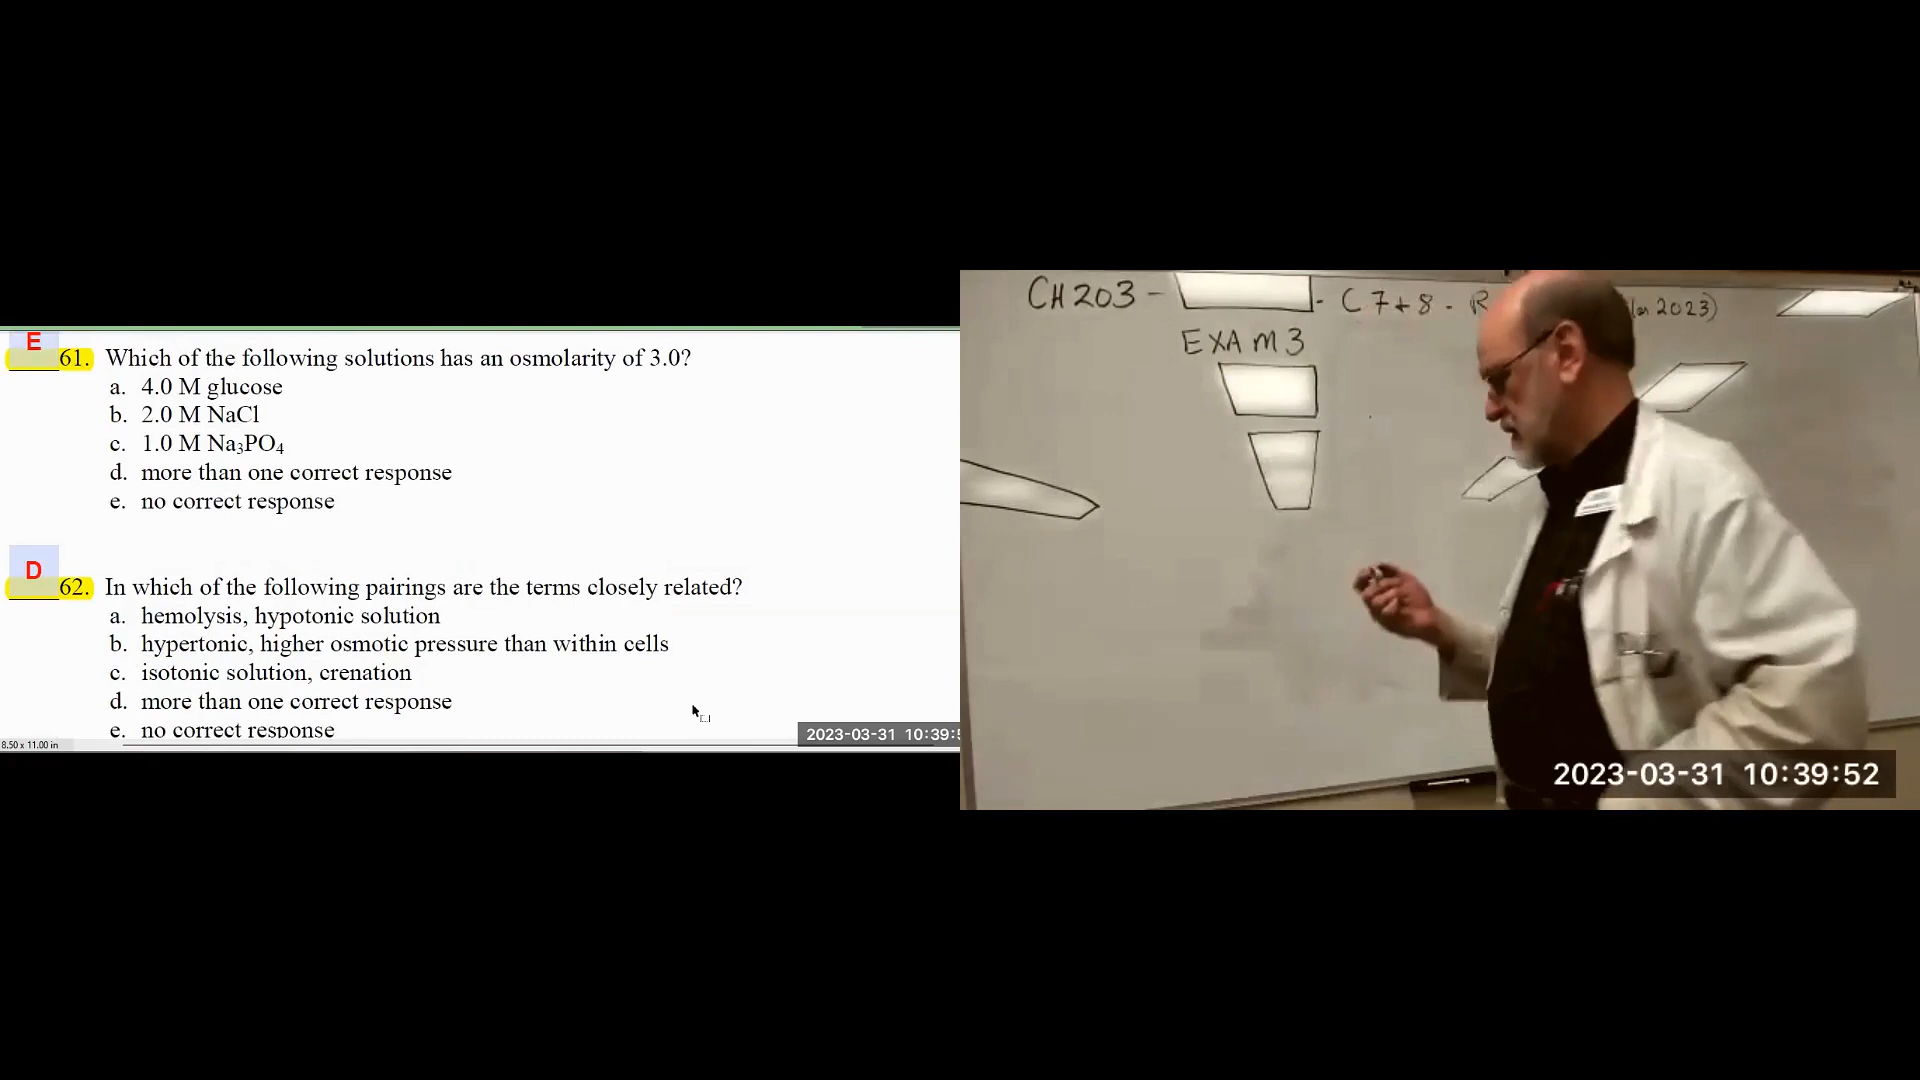 E
61. Which of the following solutions has an osmolarity of 3.0?
a. 4.0 M glucose
b. 2.0 M NaCl
c. 1.0 M Na₃PO₄
d. more than one correct response
e. no correct response
D
62. In which of the following pairings are the terms closely related?
a. hemolysis, hypotonic solution
b. hypertonic, higher osmotic pressure than within cells
c. isotonic solution, crenation
d. more than one correct response
e. no correct response
8.50 x 11.00 in
2023-03-31 10:39:5
CH203 - - C 7+8 - R 2023)
EXAM 3
2023-03-31 10:39:52